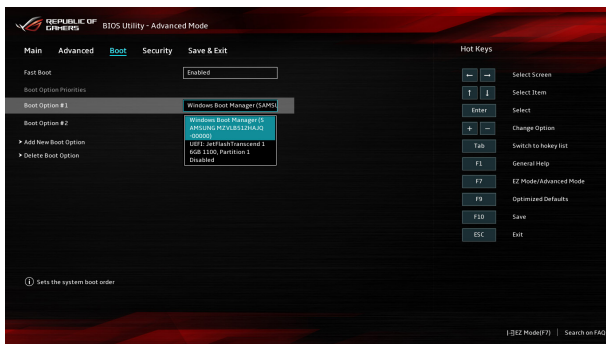 REPUBLIC OF
GAMERS
BIOS Utility - Advanced Mode
Main Advanced Boot Security Save & Exit
Hot Keys
Fast Boot Enabled
Boot Option Priorities
Boot Option #1 Windows Boot Manager (SAMSU
Boot Option #2
Windows Boot Manager (S
AMSUNG MZVLB512HAJQ
-00000)
UEFI: JetFlashTranscend 1
6GB 1100, Partition 1
Disabled
Add New Boot Option
Delete Boot Option
← → Select Screen
↑ ↓ Select Item
Enter Select
+ − Change Option
Tab Switch to hokey list
F1 General Help
F7 EZ Mode/Advanced Mode
F9 Optimized Defaults
F10 Save
ESC Exit
i Sets the system boot order
EZ Mode(F7) | Search on FAQ